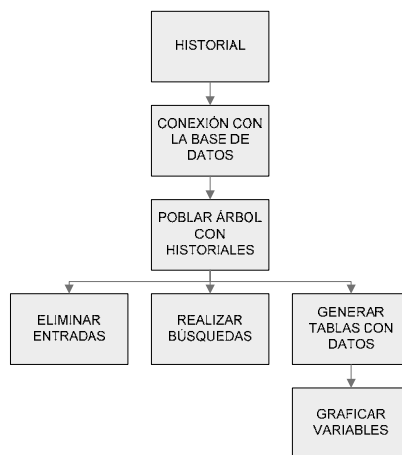 HISTORIAL
CONEXIÓN CON
LA BASE DE
DATOS
POBLAR ÁRBOL
CON
HISTORIALES
ELIMINAR
ENTRADAS
REALIZAR
BÚSQUEDAS
GENERAR
TABLAS CON
DATOS
GRAFICAR
VARIABLES